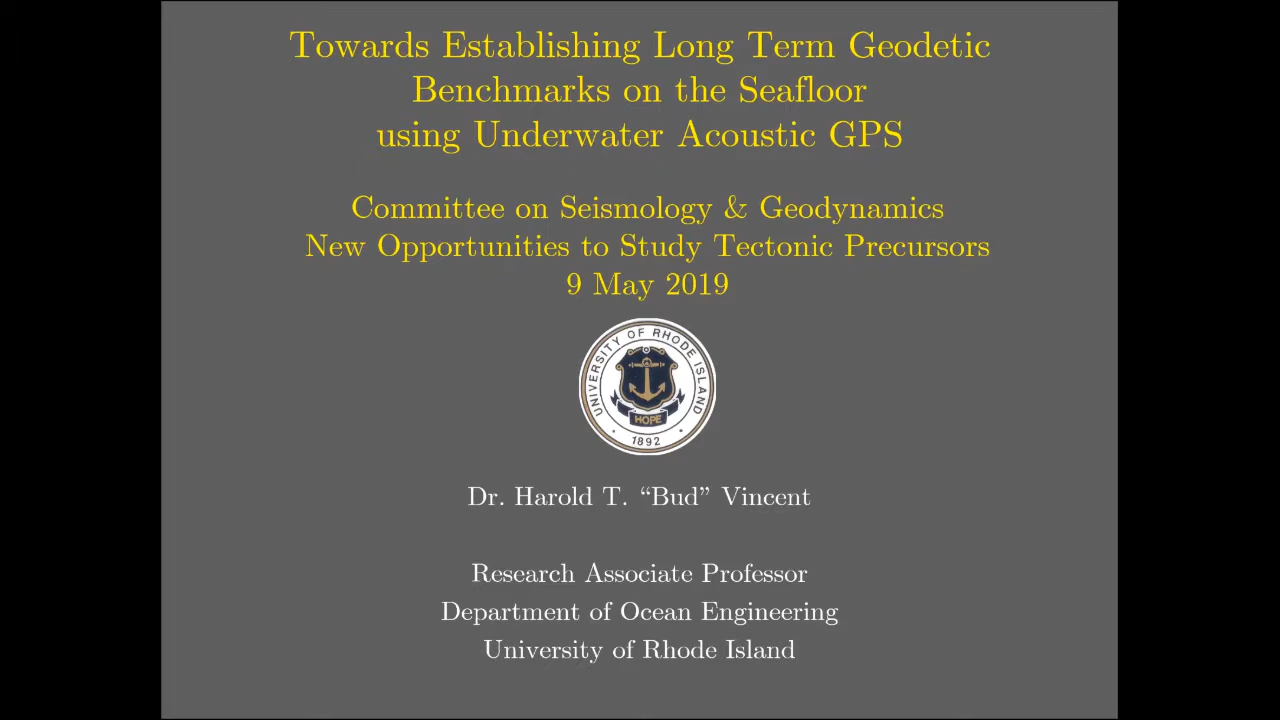 Towards Establishing Long Term Geodetic
Benchmarks on the Seafloor
using Underwater Acoustic GPS
Committee on Seismology & Geodynamics
New Opportunities to Study Tectonic Precursors
9 May 2019
UNIVERSITY OF RHODE ISLAND
HOPE
· 1892 ·
Dr. Harold T. “Bud” Vincent
Research Associate Professor
Department of Ocean Engineering
University of Rhode Island